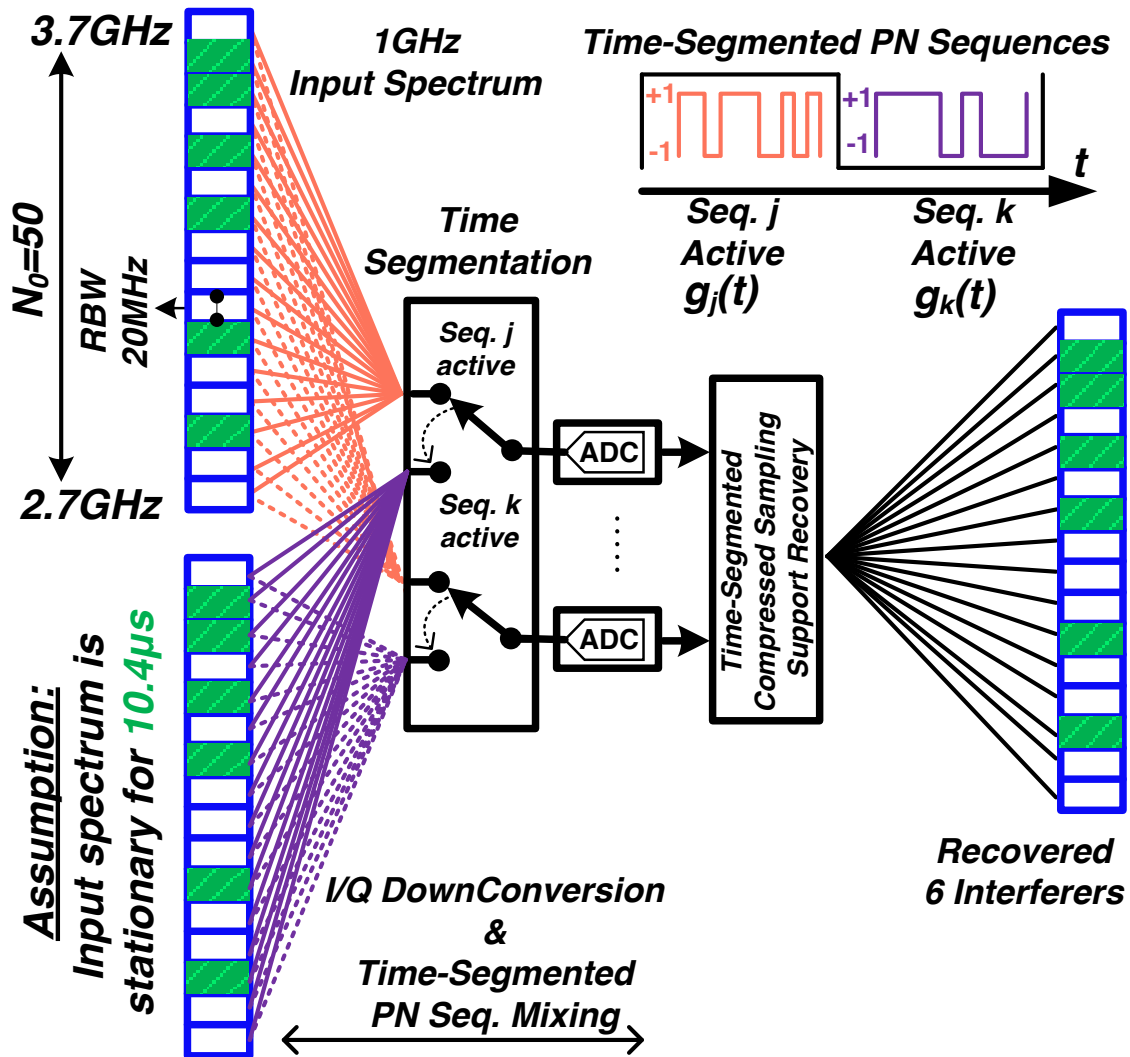 3.7GHz
N₀=50
RBW
20MHz
2.7GHz
1GHz
Input Spectrum
Time-Segmented PN Sequences
+1
-1
+1
-1
t
Seq. j
Active
gⱼ(t)
Seq. k
Active
gₖ(t)
Time
Segmentation
Seq. j
active
Seq. k
active
ADC
ADC
Time-Segmented
Compressed Sampling
Support Recovery
Assumption:
Input spectrum is
stationary for 10.4µs
I/Q DownConversion
&
Time-Segmented
PN Seq. Mixing
Recovered
6 Interferers